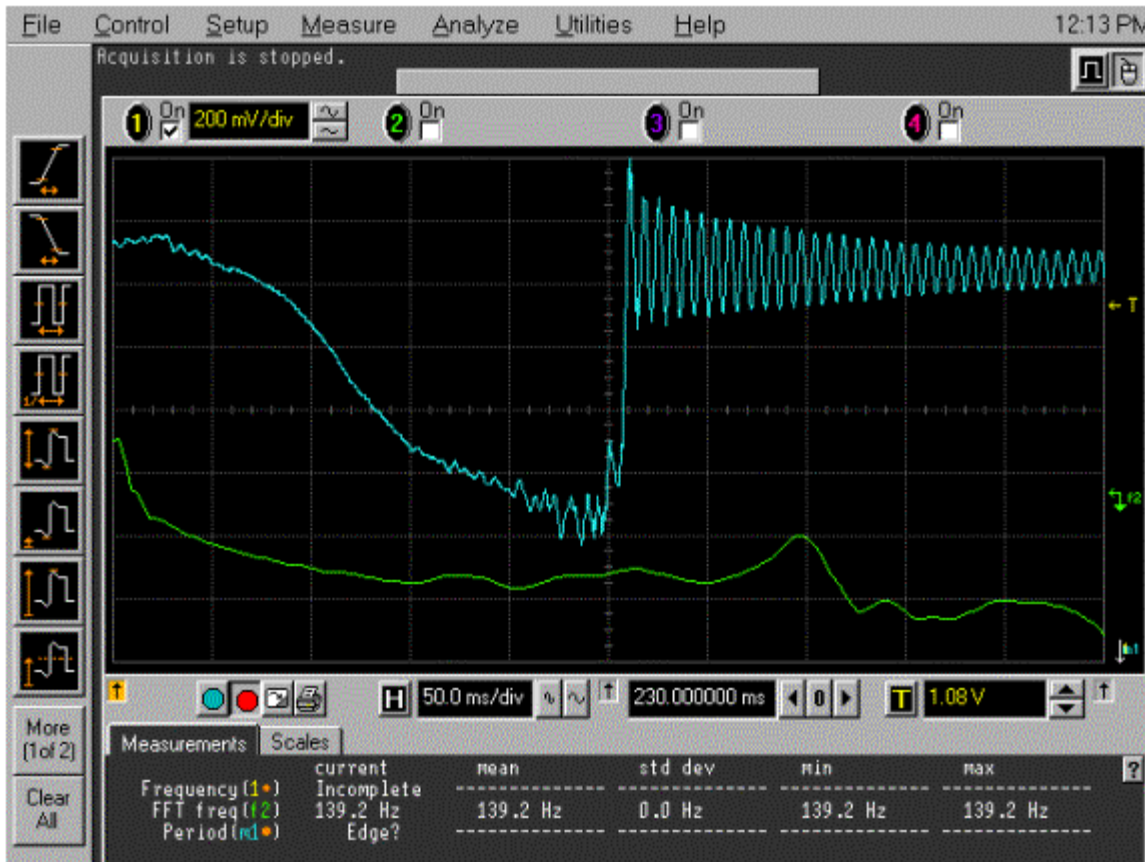 File Control Setup Measure Analyze Utilities Help 12:13 PM
Acquisition is stopped.
1 On 200 mV/div 2 On 3 On 4 On
T
f2
m1
H 50.0 ms/div 230.000000 ms 0 T 1.08 V
More
(1of 2)
Clear
All
Measurements Scales
current mean std dev min max ?
Frequency(1) Incomplete --------------- --------------- --------------- ---------------
FFT freq(f2) 139.2 Hz 139.2 Hz 0.0 Hz 139.2 Hz 139.2 Hz
Period(m1) Edge? --------------- --------------- --------------- ---------------